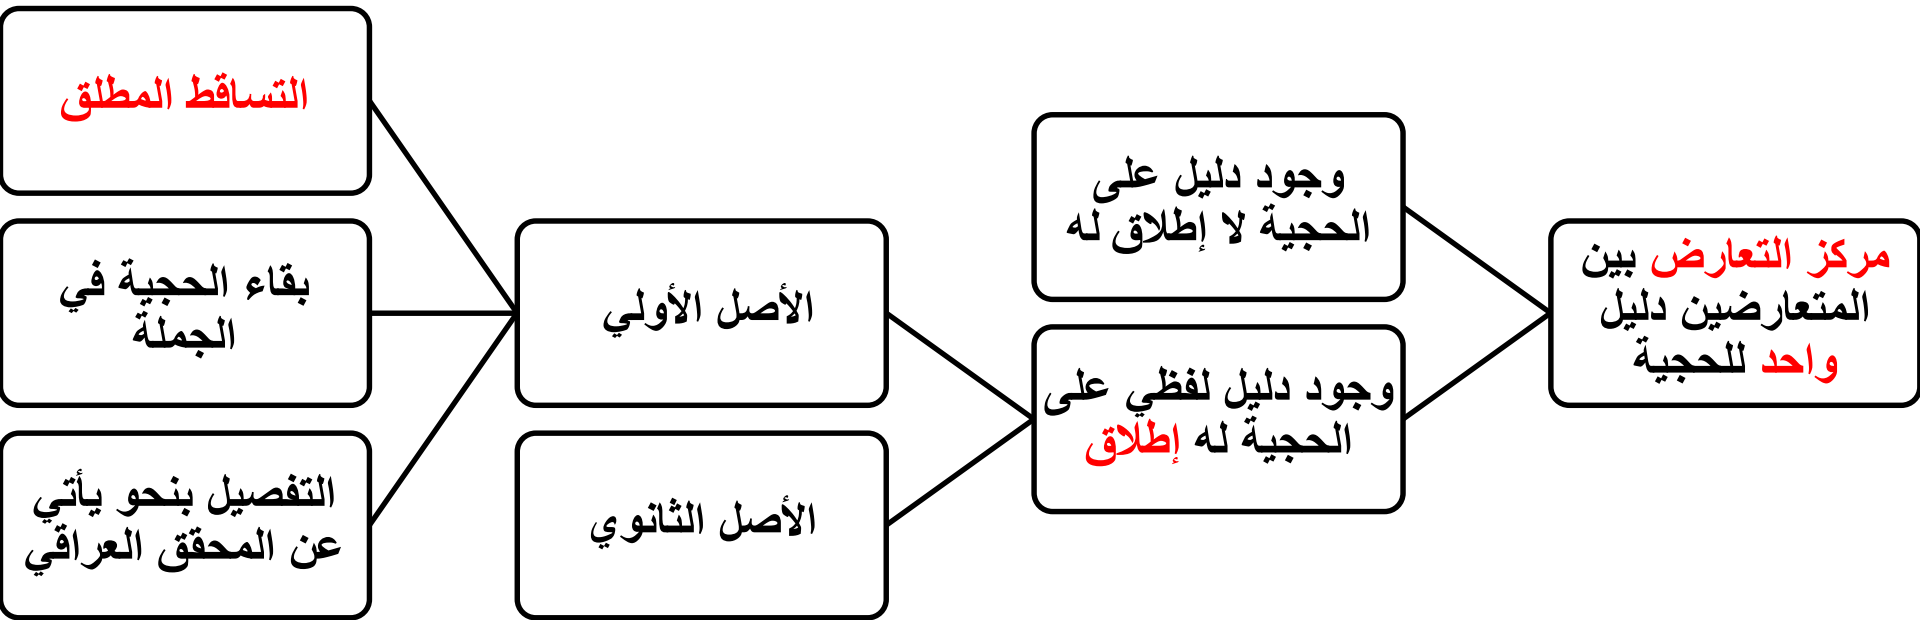 مركز التعارض بين
المتعارضين دليل
واحد للحجية
وجود دليل على
الحجية لا إطلاق له
وجود دليل لفظي على
الحجية له إطلاق
الأصل الأولي
الأصل الثانوي
التساقط المطلق
بقاء الحجية في
الجملة
التفصيل بنحو يأتي
عن المحقق العراقي